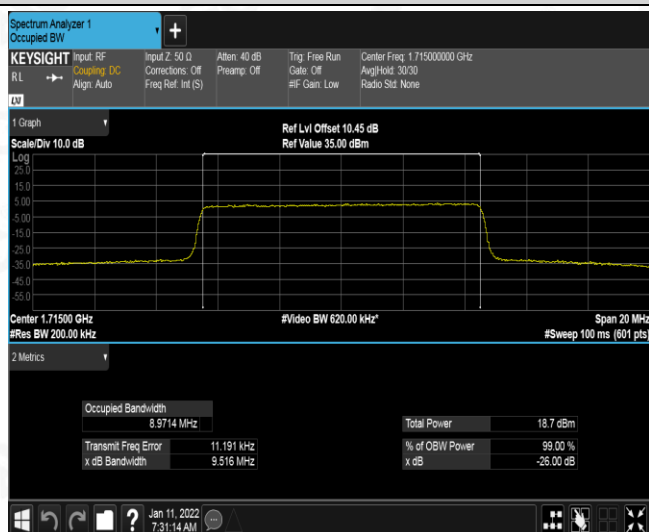 Spectrum Analyzer 1
Occupied BW
+
KEYSIGHT
RL
LXI
Input: RF
Coupling: DC
Align: Auto
Input Z: 50 Ω
Corrections: Off
Freq Ref: Int (S)
Atten: 40 dB
Preamp: Off
Trig: Free Run
Gate: Off
#IF Gain: Low
Center Freq: 1.715000000 GHz
Avg|Hold: 30/30
Radio Std: None
1 Graph
Scale/Div 10.0 dB
Ref Lvl Offset 10.45 dB
Ref Value 35.00 dBm
Log
25.0
15.0
5.00
-5.00
-15.0
-25.0
-35.0
-45.0
-55.0
Center 1.71500 GHz
#Video BW 620.00 kHz*
Span 20 MHz
#Res BW 200.00 kHz
#Sweep 100 ms (601 pts)
2 Metrics
Occupied Bandwidth
8.9714 MHz
Total Power 18.7 dBm
Transmit Freq Error 11.191 kHz
% of OBW Power 99.00 %
x dB Bandwidth 9.516 MHz
x dB -26.00 dB
?
Jan 11, 2022
7:31:14 AM